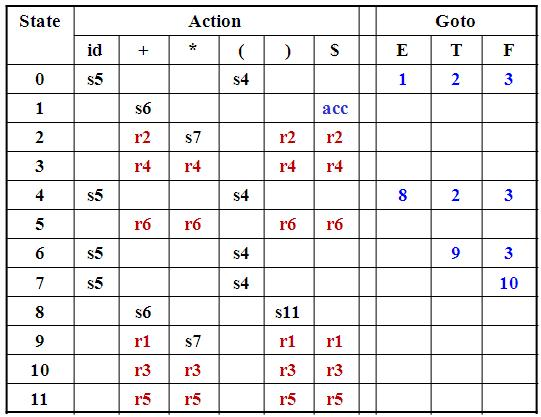 State Action Goto
id + * ( ) S E T F
0 s5 s4 1 2 3
1 s6 acc
2 r2 s7 r2 r2
3 r4 r4 r4 r4
4 s5 s4 8 2 3
5 r6 r6 r6 r6
6 s5 s4 9 3
7 s5 s4 10
8 s6 s11
9 r1 s7 r1 r1
10 r3 r3 r3 r3
11 r5 r5 r5 r5